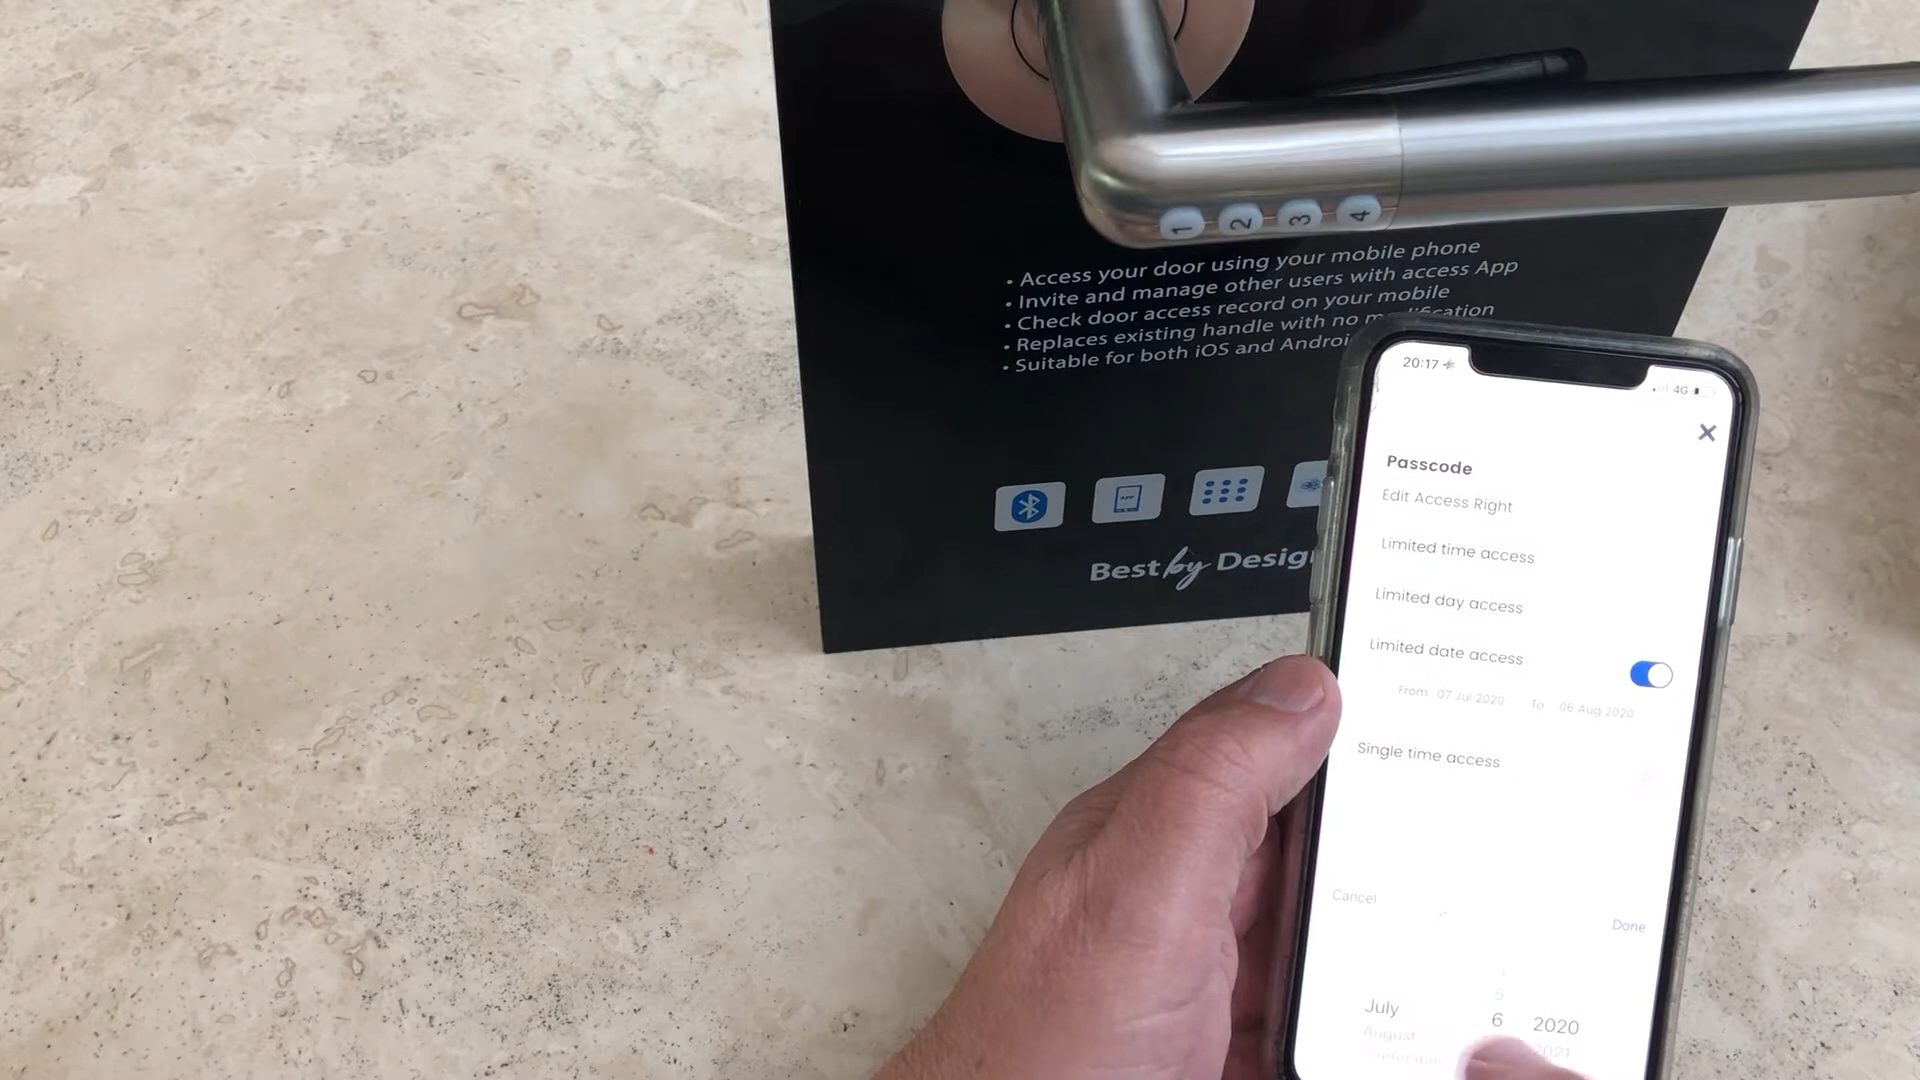 1 2 3 4
• Access your door using your mobile phone
• Invite and manage other users with access App
• Check door access record on your mobile
• Replaces existing handle with no
• Suitable for both iOS and
Best by
20:17
4G
Passcode
Edit Access Right
Limited time access
Limited day access
Limited date access
From 07 Jul 2020 To 06 Aug 2020
Single time access
Cancel
Done
5
July 6 2020
August 2021